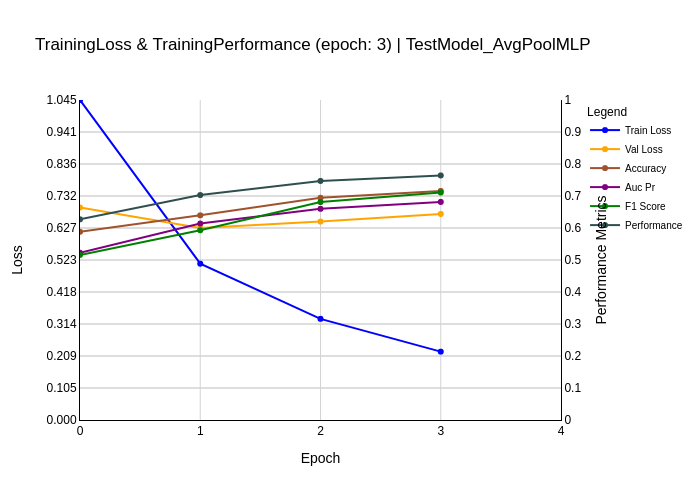 TrainingLoss & TrainingPerformance (epoch: 3) | TestModel_AvgPoolMLP
1.045
0.941
0.836
0.732
0.627
0.523
0.418
0.314
0.209
0.105
0.000
Loss
0
1
2
3
4
Epoch
1
0.9
0.8
0.7
0.6
0.5
0.4
0.3
0.2
0.1
0
Performance Metrics
Legend
Train Loss
Val Loss
Accuracy
Auc Pr
F1 Score
Performance